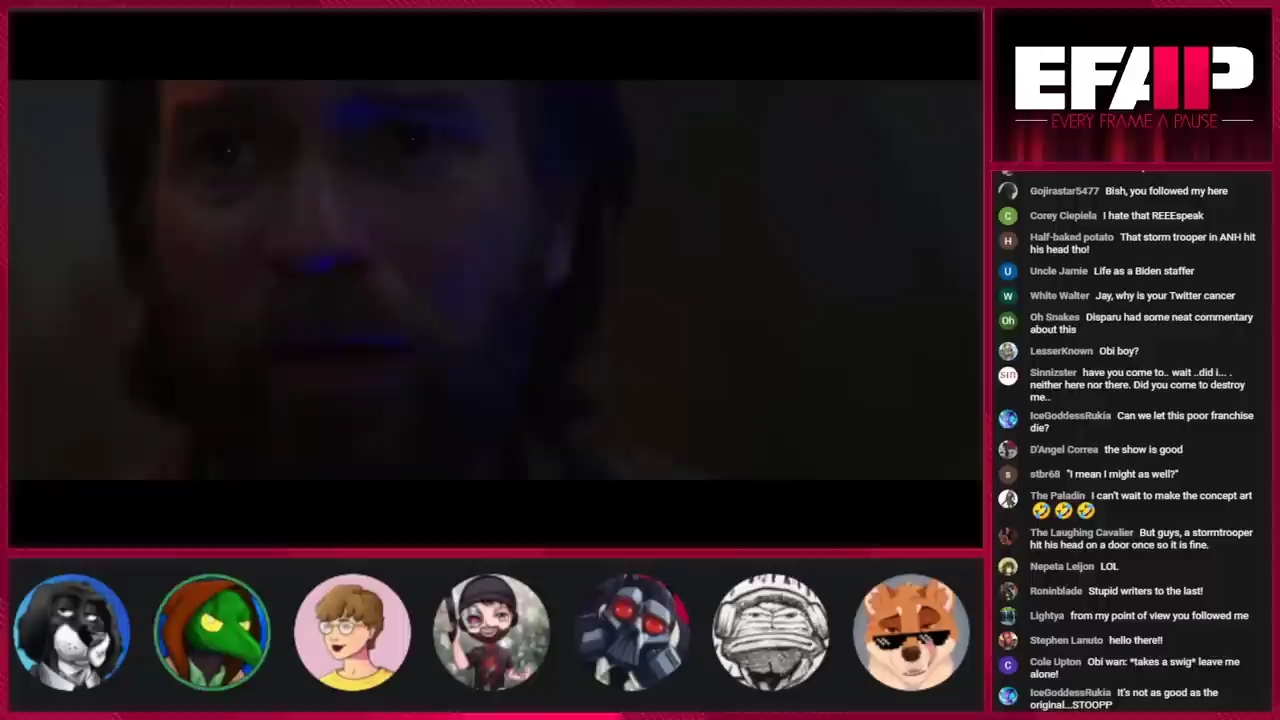 EFAP
EVERY FRAME A PAUSE
Gojirastar5477 Bish, you followed my here
C Corey Ciepiela I hate that REEEspeak
H Half-baked potato That storm trooper in ANH hit
his head tho!
U Uncle Jamie Life as a Biden staffer
W White Walter Jay, why is your Twitter cancer
Oh Oh Snakes Disparu had some neat commentary
about this
LesserKnown Obi boy?
sin Sinnizster have you come to.. wait ..did i... .
neither here nor there. Did you come to destroy
me..
IceGoddessRukia Can we let this poor franchise
die?
D'Angel Correa the show is good
s stbr68 "I mean I might as well?"
The Paladin I can't wait to make the concept art
🤣🤣🤣
The Laughing Cavalier But guys, a stormtrooper
hit his head on a door once so it is fine.
Nepeta Leijon LOL
Roninblade Stupid writers to the last!
Lightya from my point of view you followed me
Stephen Lanuto hello there!!
C Cole Upton Obi wan: *takes a swig* leave me
alone!
IceGoddessRukia It's not as good as the
original...STOOPP